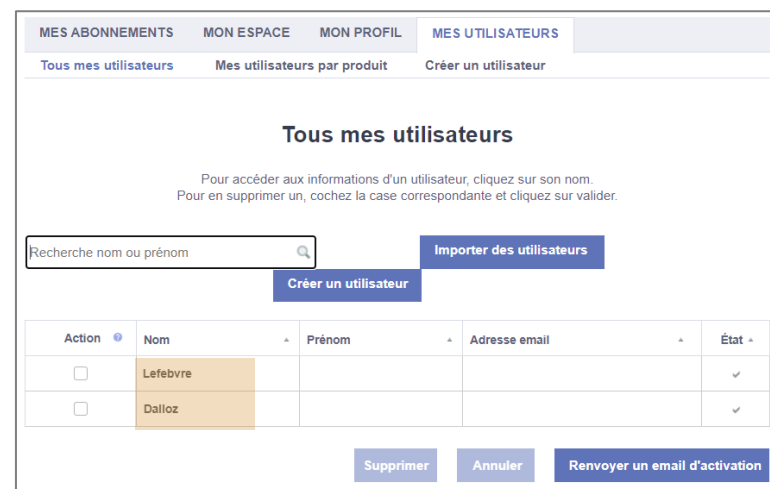 MES ABONNEMENTS MON ESPACE MON PROFIL MES UTILISATEURS
Tous mes utilisateurs Mes utilisateurs par produit Créer un utilisateur
Tous mes utilisateurs
Pour accéder aux informations d'un utilisateur, cliquez sur son nom.
Pour en supprimer un, cochez la case correspondante et cliquez sur valider.
Recherche nom ou prénom
Importer des utilisateurs
Créer un utilisateur
Action Nom Prénom Adresse email État
Lefebvre
Dalloz
Supprimer Annuler Renvoyer un email d'activation